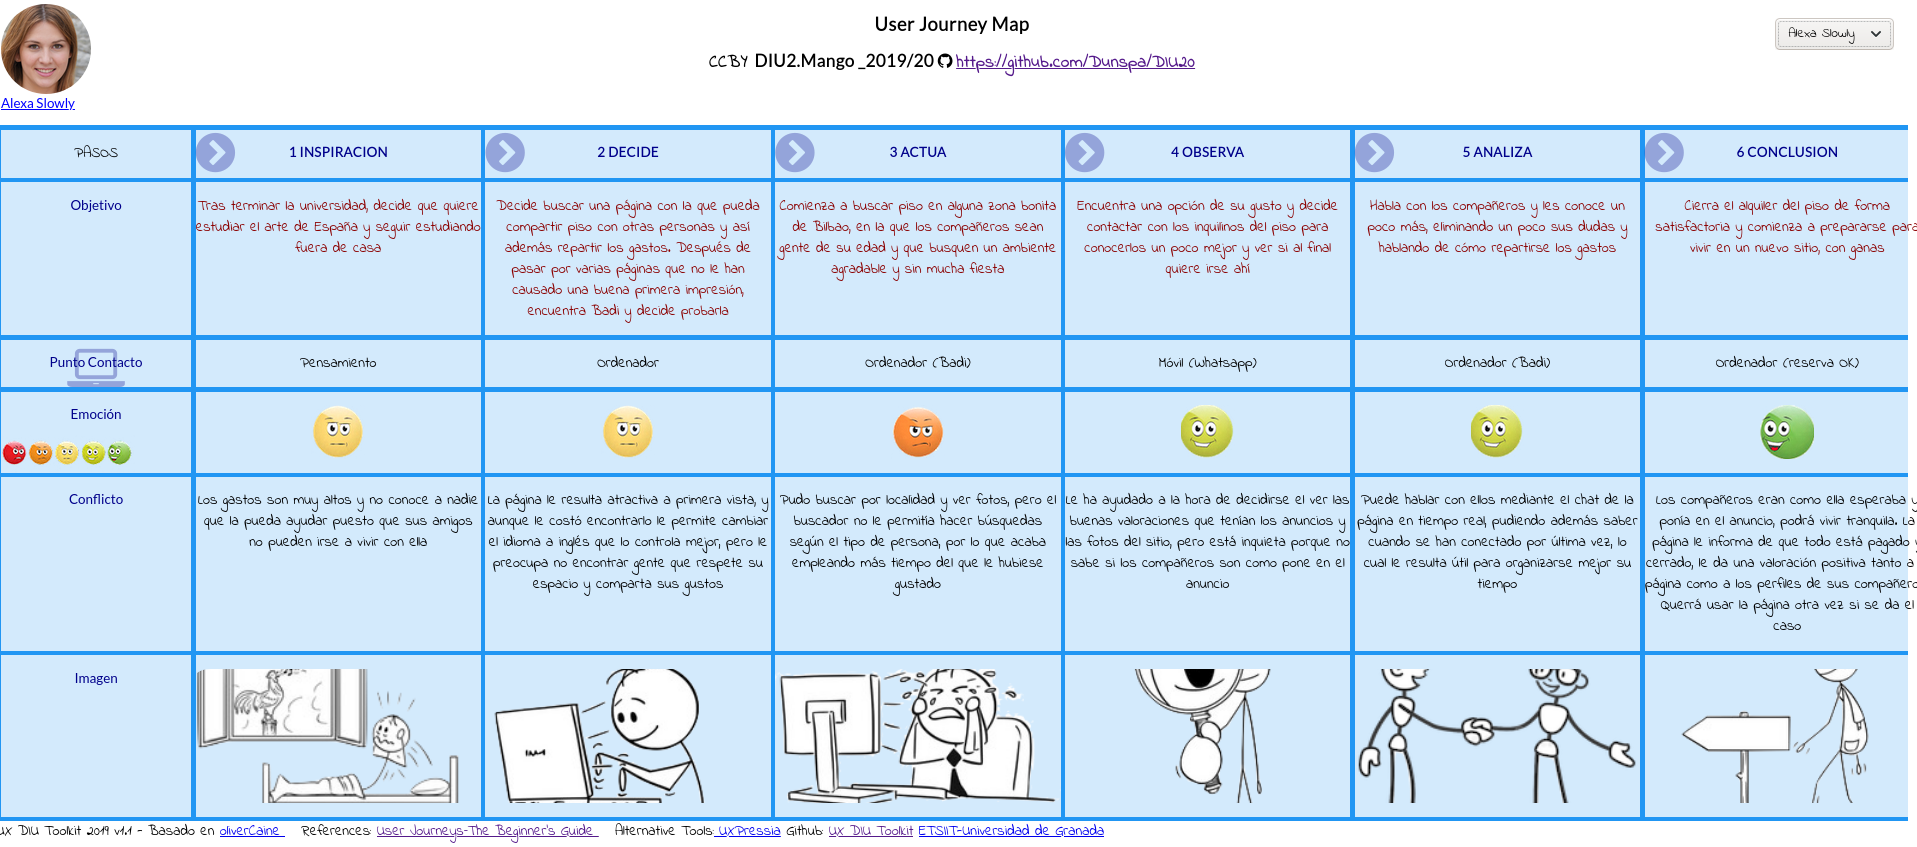 User Journey Map
Alexa Slowly
CCBY DIU2.Mango _2019/20 https://github.com/Dunspa/DIU20
Alexa Slowly
PASOS
1 INSPIRACION
2 DECIDE
3 ACTUA
4 OBSERVA
5 ANALIZA
6 CONCLUSION
Objetivo
Tras terminar la universidad, decide que quiere
estudiar el arte de España y seguir estudiando
fuera de casa
Decide buscar una página con la que pueda
compartir piso con otras personas y así
además repartir los gastos. Después de
pasar por varias páginas que no le han
causado una buena primera impresión,
encuentra Badi y decide probarla
Comienza a buscar piso en alguna zona bonita
de Bilbao, en la que los compañeros sean
gente de su edad y que busquen un ambiente
agradable y sin mucha fiesta
Encuentra una opción de su gusto y decide
contactar con los inquilinos del piso para
conocerlos un poco mejor y ver si al final
quiere irse ahí
Habla con los compañeros y les conoce un
poco más, eliminando un poco sus dudas y
hablando de cómo repartirse los gastos
Cierra el alquiler del piso de forma
satisfactoria y comienza a prepararse para
vivir en un nuevo sitio, con ganas
Punto Contacto
Pensamiento
Ordenador
Ordenador (Badi)
Móvil (whatsapp)
Ordenador (Badi)
Ordenador (reserva OK)
Emoción
Conflicto
Los gastos son muy altos y no conoce a nadie
que la pueda ayudar puesto que sus amigos
no pueden irse a vivir con ella
La página le resulta atractiva a primera vista, y
aunque le costó encontrarlo le permite cambiar
el idioma a inglés que lo controla mejor, pero le
preocupa no encontrar gente que respete su
espacio y comparta sus gustos
Pudo buscar por localidad y ver fotos, pero el
buscador no le permitía hacer búsquedas
según el tipo de persona, por lo que acaba
empleando más tiempo del que le hubiese
gustado
Le ha ayudado a la hora de decidirse el ver las
buenas valoraciones que tenían los anuncios y
las fotos del sitio, pero está inquieta porque no
sabe si los compañeros son como pone en el
anuncio
Puede hablar con ellos mediante el chat de la
página en tiempo real, pudiendo además saber
cuando se han conectado por última vez, lo
cual le resulta útil para organizarse mejor su
tiempo
Los compañeros eran como ella esperaba y
ponía en el anuncio, podrá vivir tranquila. La
página le informa de que todo está pagado y
cerrado, le da una valoración positiva tanto a
página como a los perfiles de sus compañero
Querrá usar la página otra vez si se da el
caso
Imagen
UX DIU Toolkit 2019 v1.1 - Basado en oliverCaine References: User Journeys-The Beginner's Guide Alternative Tools: UXPressia Github: UX DIU Toolkit ETSIIT-Universidad de Granada